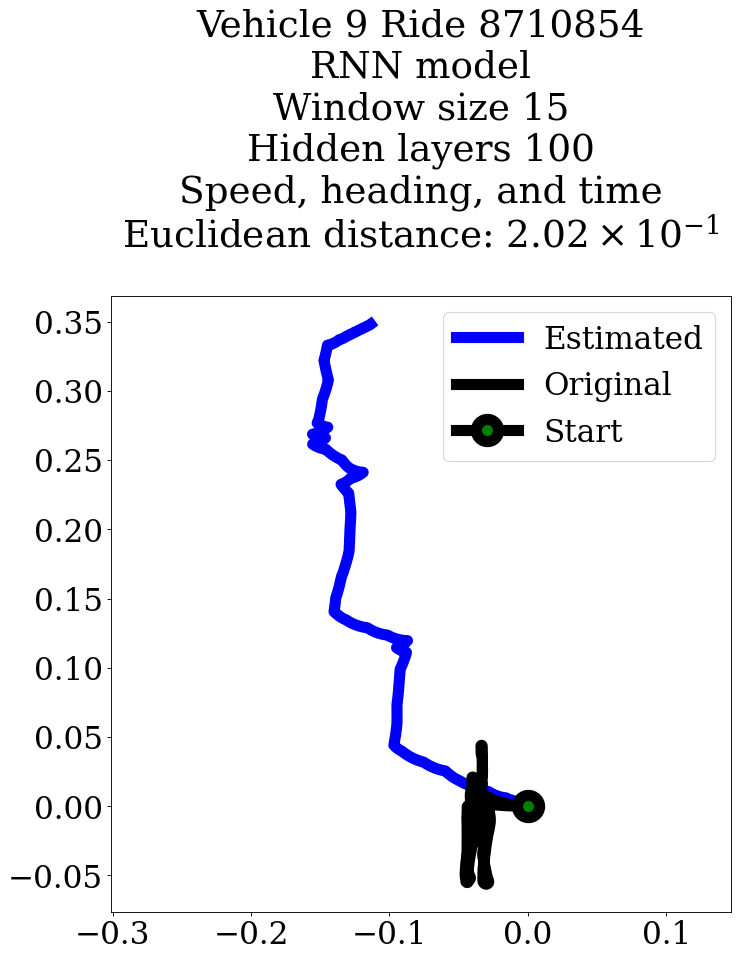 Vehicle 9 Ride 8710854
RNN model
Window size 15
Hidden layers 100
Speed, heading, and time
Euclidean distance: 2.02 × 10⁻¹
Estimated
Original
Start
0.35
0.30
0.25
0.20
0.15
0.10
0.05
0.00
−0.05
−0.3 −0.2 −0.1 0.0 0.1